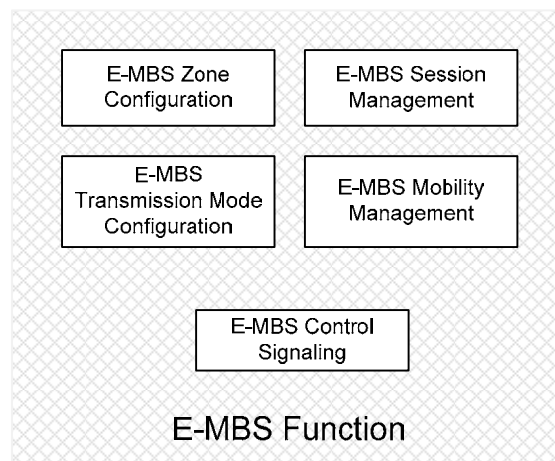 E-MBS Zone
Configuration
E-MBS Session
Management
E-MBS
Transmission Mode
Configuration
E-MBS Mobility
Management
E-MBS Control
Signaling
E-MBS Function